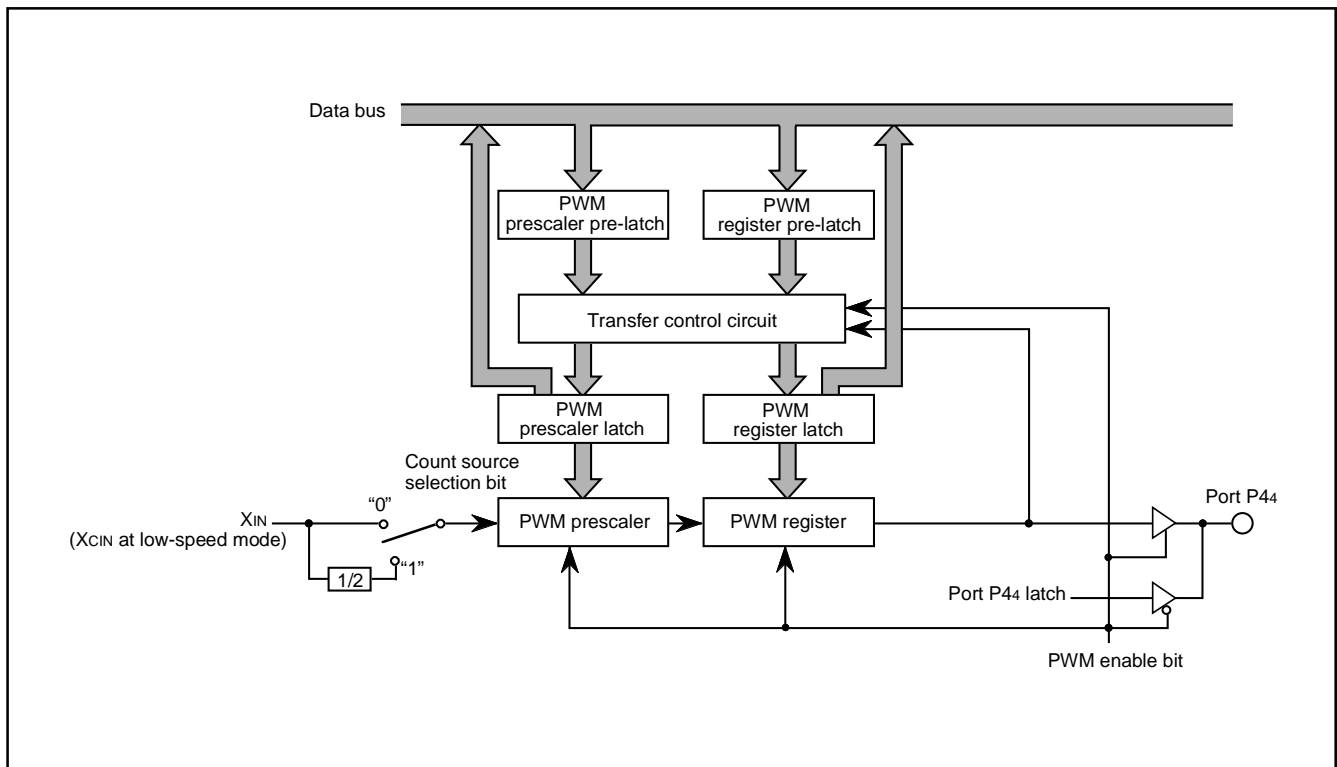 Data bus
PWM
prescaler pre-latch
PWM
register pre-latch
Transfer control circuit
PWM
prescaler latch
PWM
register latch
Count source
selection bit
“0”
XIN
(XCIN at low-speed mode)
“1”
1/2
PWM prescaler
PWM register
Port P44
Port P44 latch
PWM enable bit